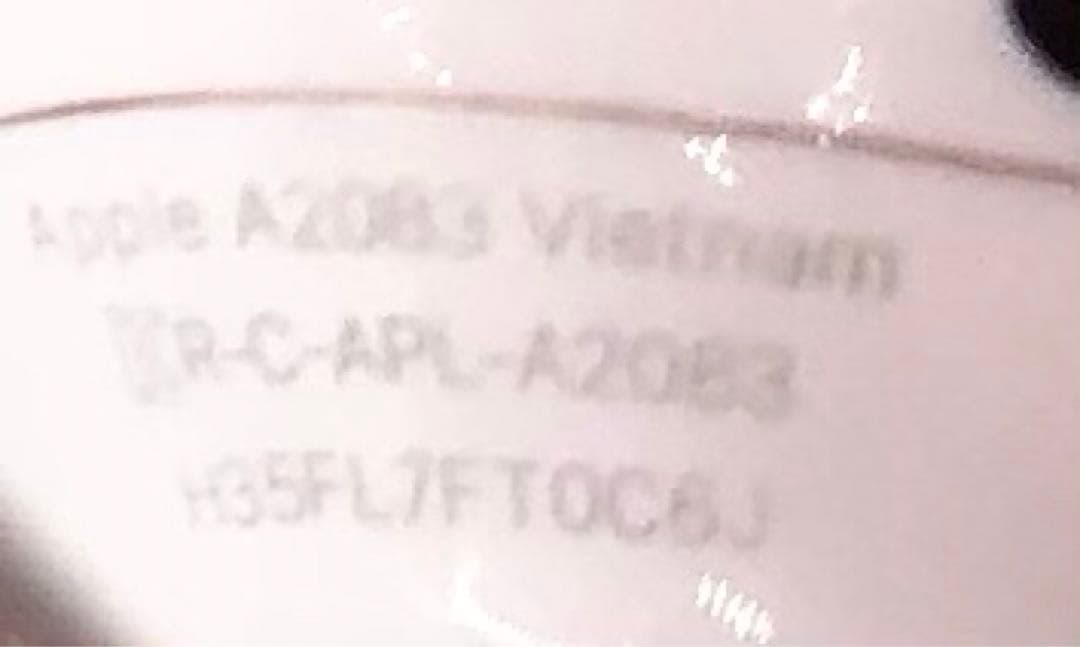 Apple A2083 Vietnam
R-C-APL-A2083
H35FL7FT0C6J